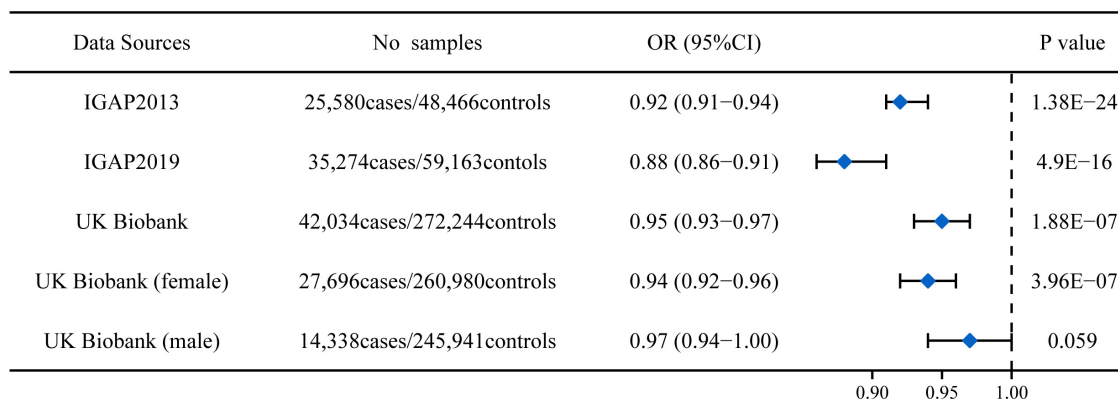 Data Sources No samples OR (95%CI) P value
IGAP2013 25,580cases/48,466controls 0.92 (0.91−0.94) 1.38E−24
IGAP2019 35,274cases/59,163contols 0.88 (0.86−0.91) 4.9E−16
UK Biobank 42,034cases/272,244controls 0.95 (0.93−0.97) 1.88E−07
UK Biobank (female) 27,696cases/260,980controls 0.94 (0.92−0.96) 3.96E−07
UK Biobank (male) 14,338cases/245,941controls 0.97 (0.94−1.00) 0.059
0.90 0.95 1.00